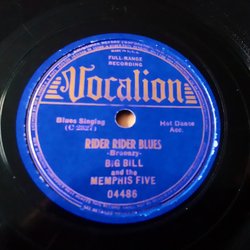 FULL-RANGE
RECORDING
Vocalion
Blues Singing
(C-2827)
Hot Dance
Acc.
RIDER RIDER BLUES
-Broonzy-
BIG BILL
and the
MEMPHIS FIVE
04486